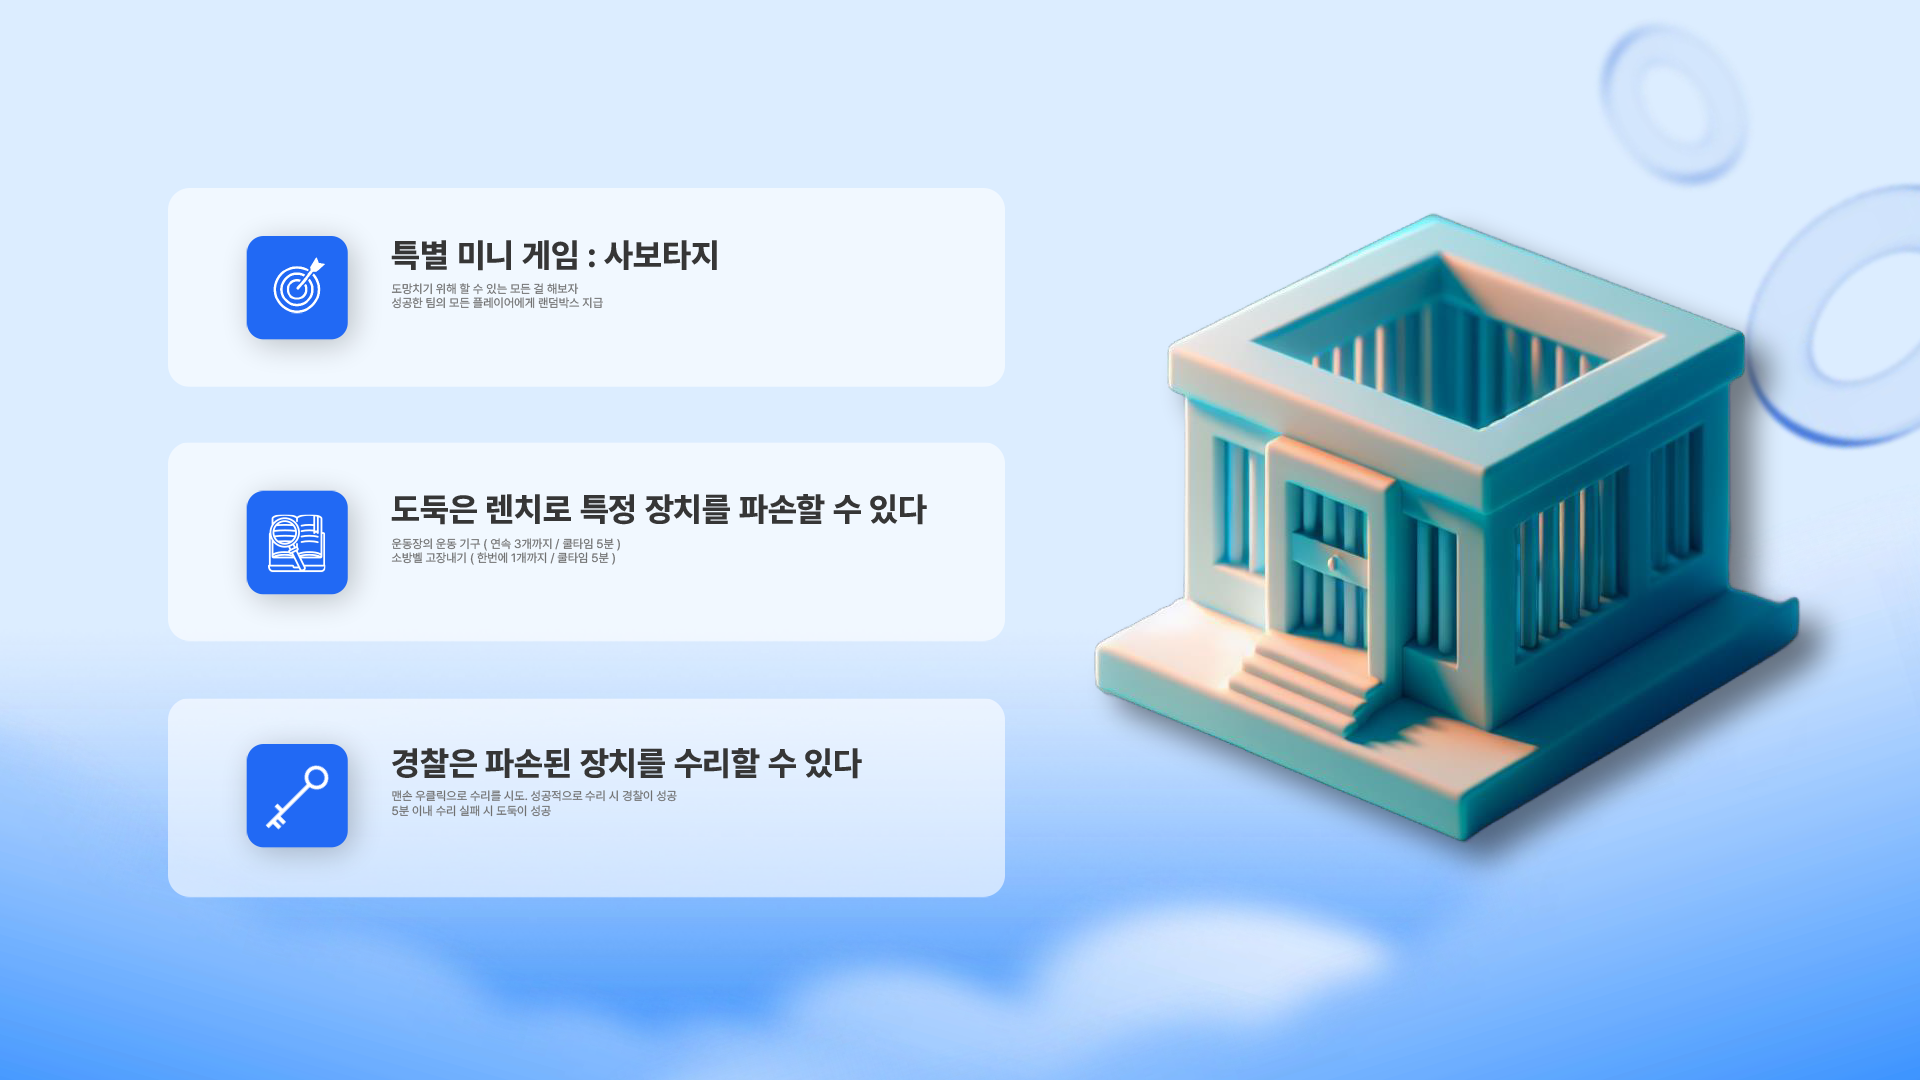 특별 미니 게임 : 사보타지
도망치기 위해 할 수 있는 모든 걸 해보자
성공한 팀의 모든 플레이어에게 랜덤박스 지급
도둑은 렌치로 특정 장치를 파손할 수 있다
운동장의 운동 기구 ( 연속 3개까지 / 쿨타임 5분 )
소방벨 고장내기 ( 한번에 1개까지 / 쿨타임 5분 )
경찰은 파손된 장치를 수리할 수 있다
맨손 우클릭으로 수리를 시도. 성공적으로 수리 시 경찰이 성공
5분 이내 수리 실패 시 도둑이 성공